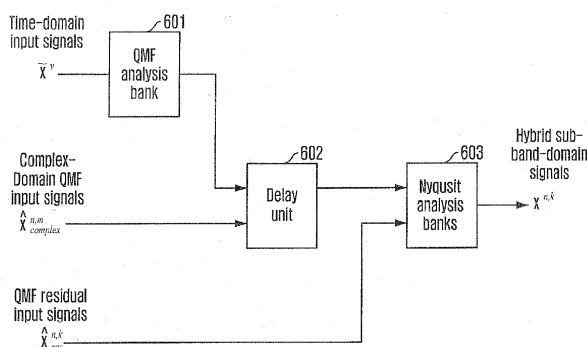 Time-domain
input signals
x̃ v
601
QMF
analysis
bank
Complex-
Domain QMF
input signals
x̂ n,m
complex
602
Delay
unit
603
Nyqusit
analysis
banks
Hybrid sub-
band-domain
signals
x n,k
QMF residual
input signals
x̂ n,k